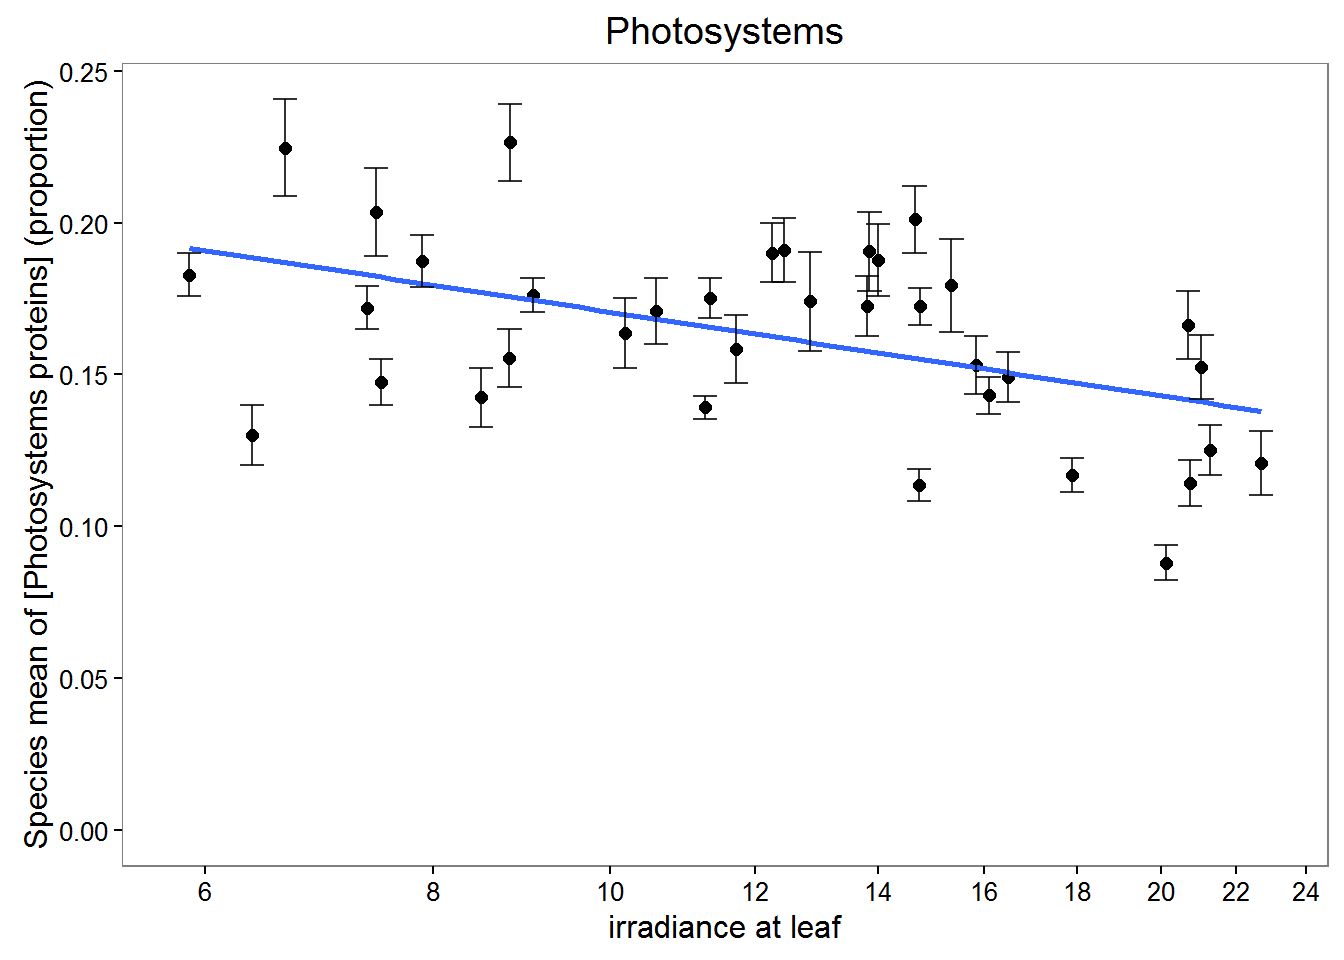 Photosystems
Species mean of [Photosystems proteins] (proportion)
0.25
0.20
0.15
0.10
0.05
0.00
6 8 10 12 14 16 18 20 22 24
irradiance at leaf